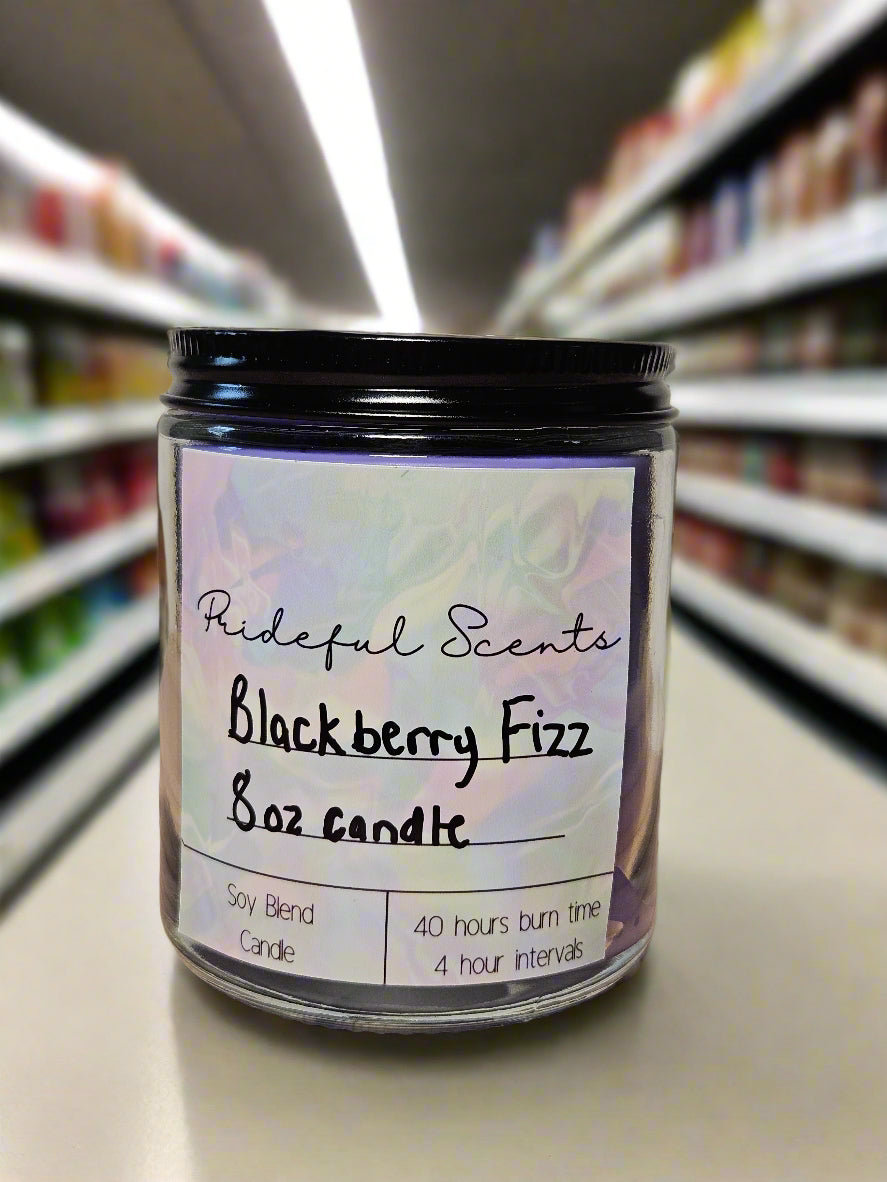 Prideful Scents
Blackberry Fizz
8oz candle
Soy Blend
Candle
40 hours burn time
4 hour intervals